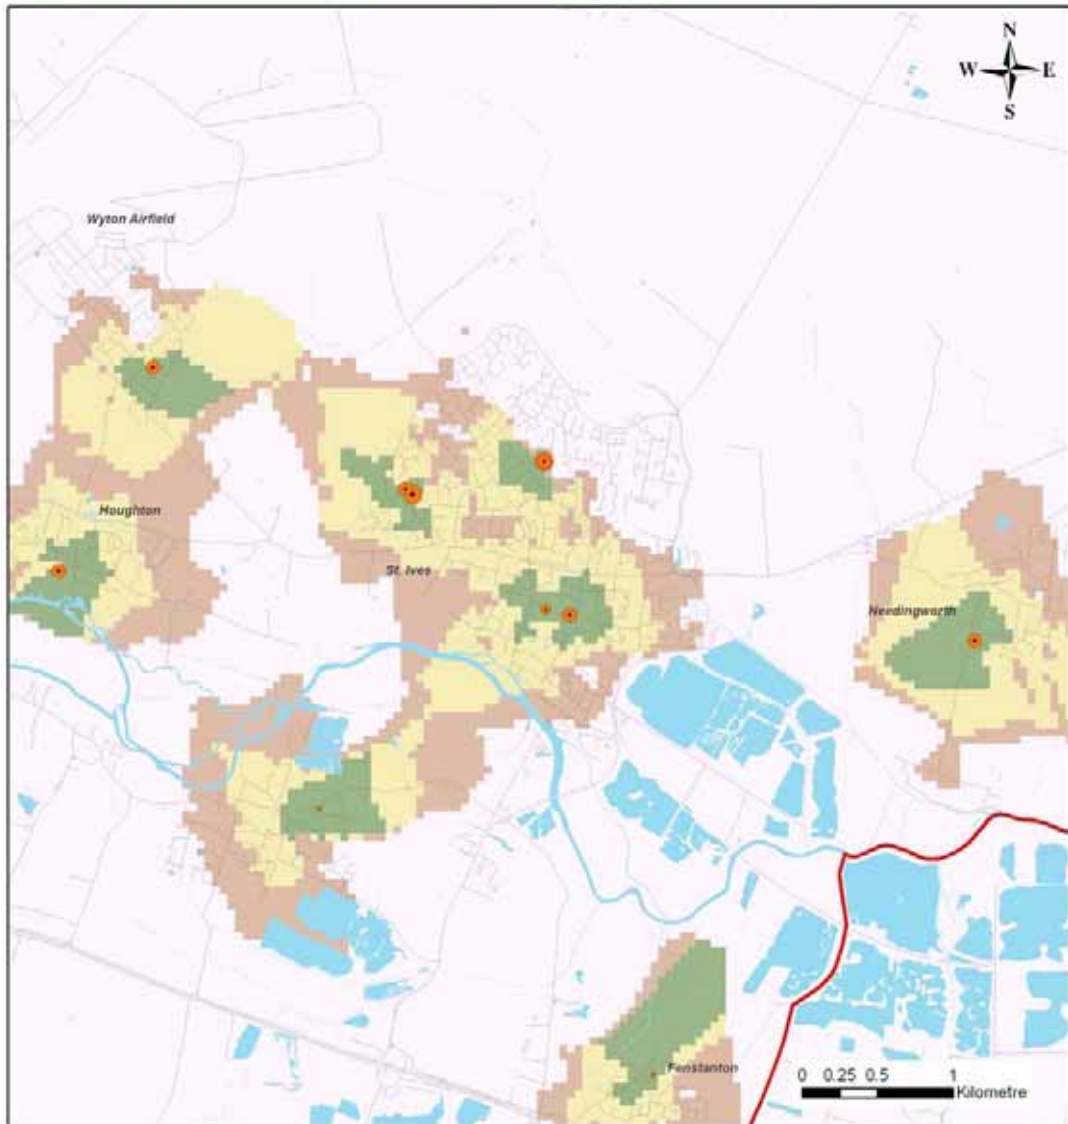 N
W E
S
Wyton Airfield
Houghton
St. Ives
Needingworth
Fenstanton
0 0.25 0.5 1
Kilometre